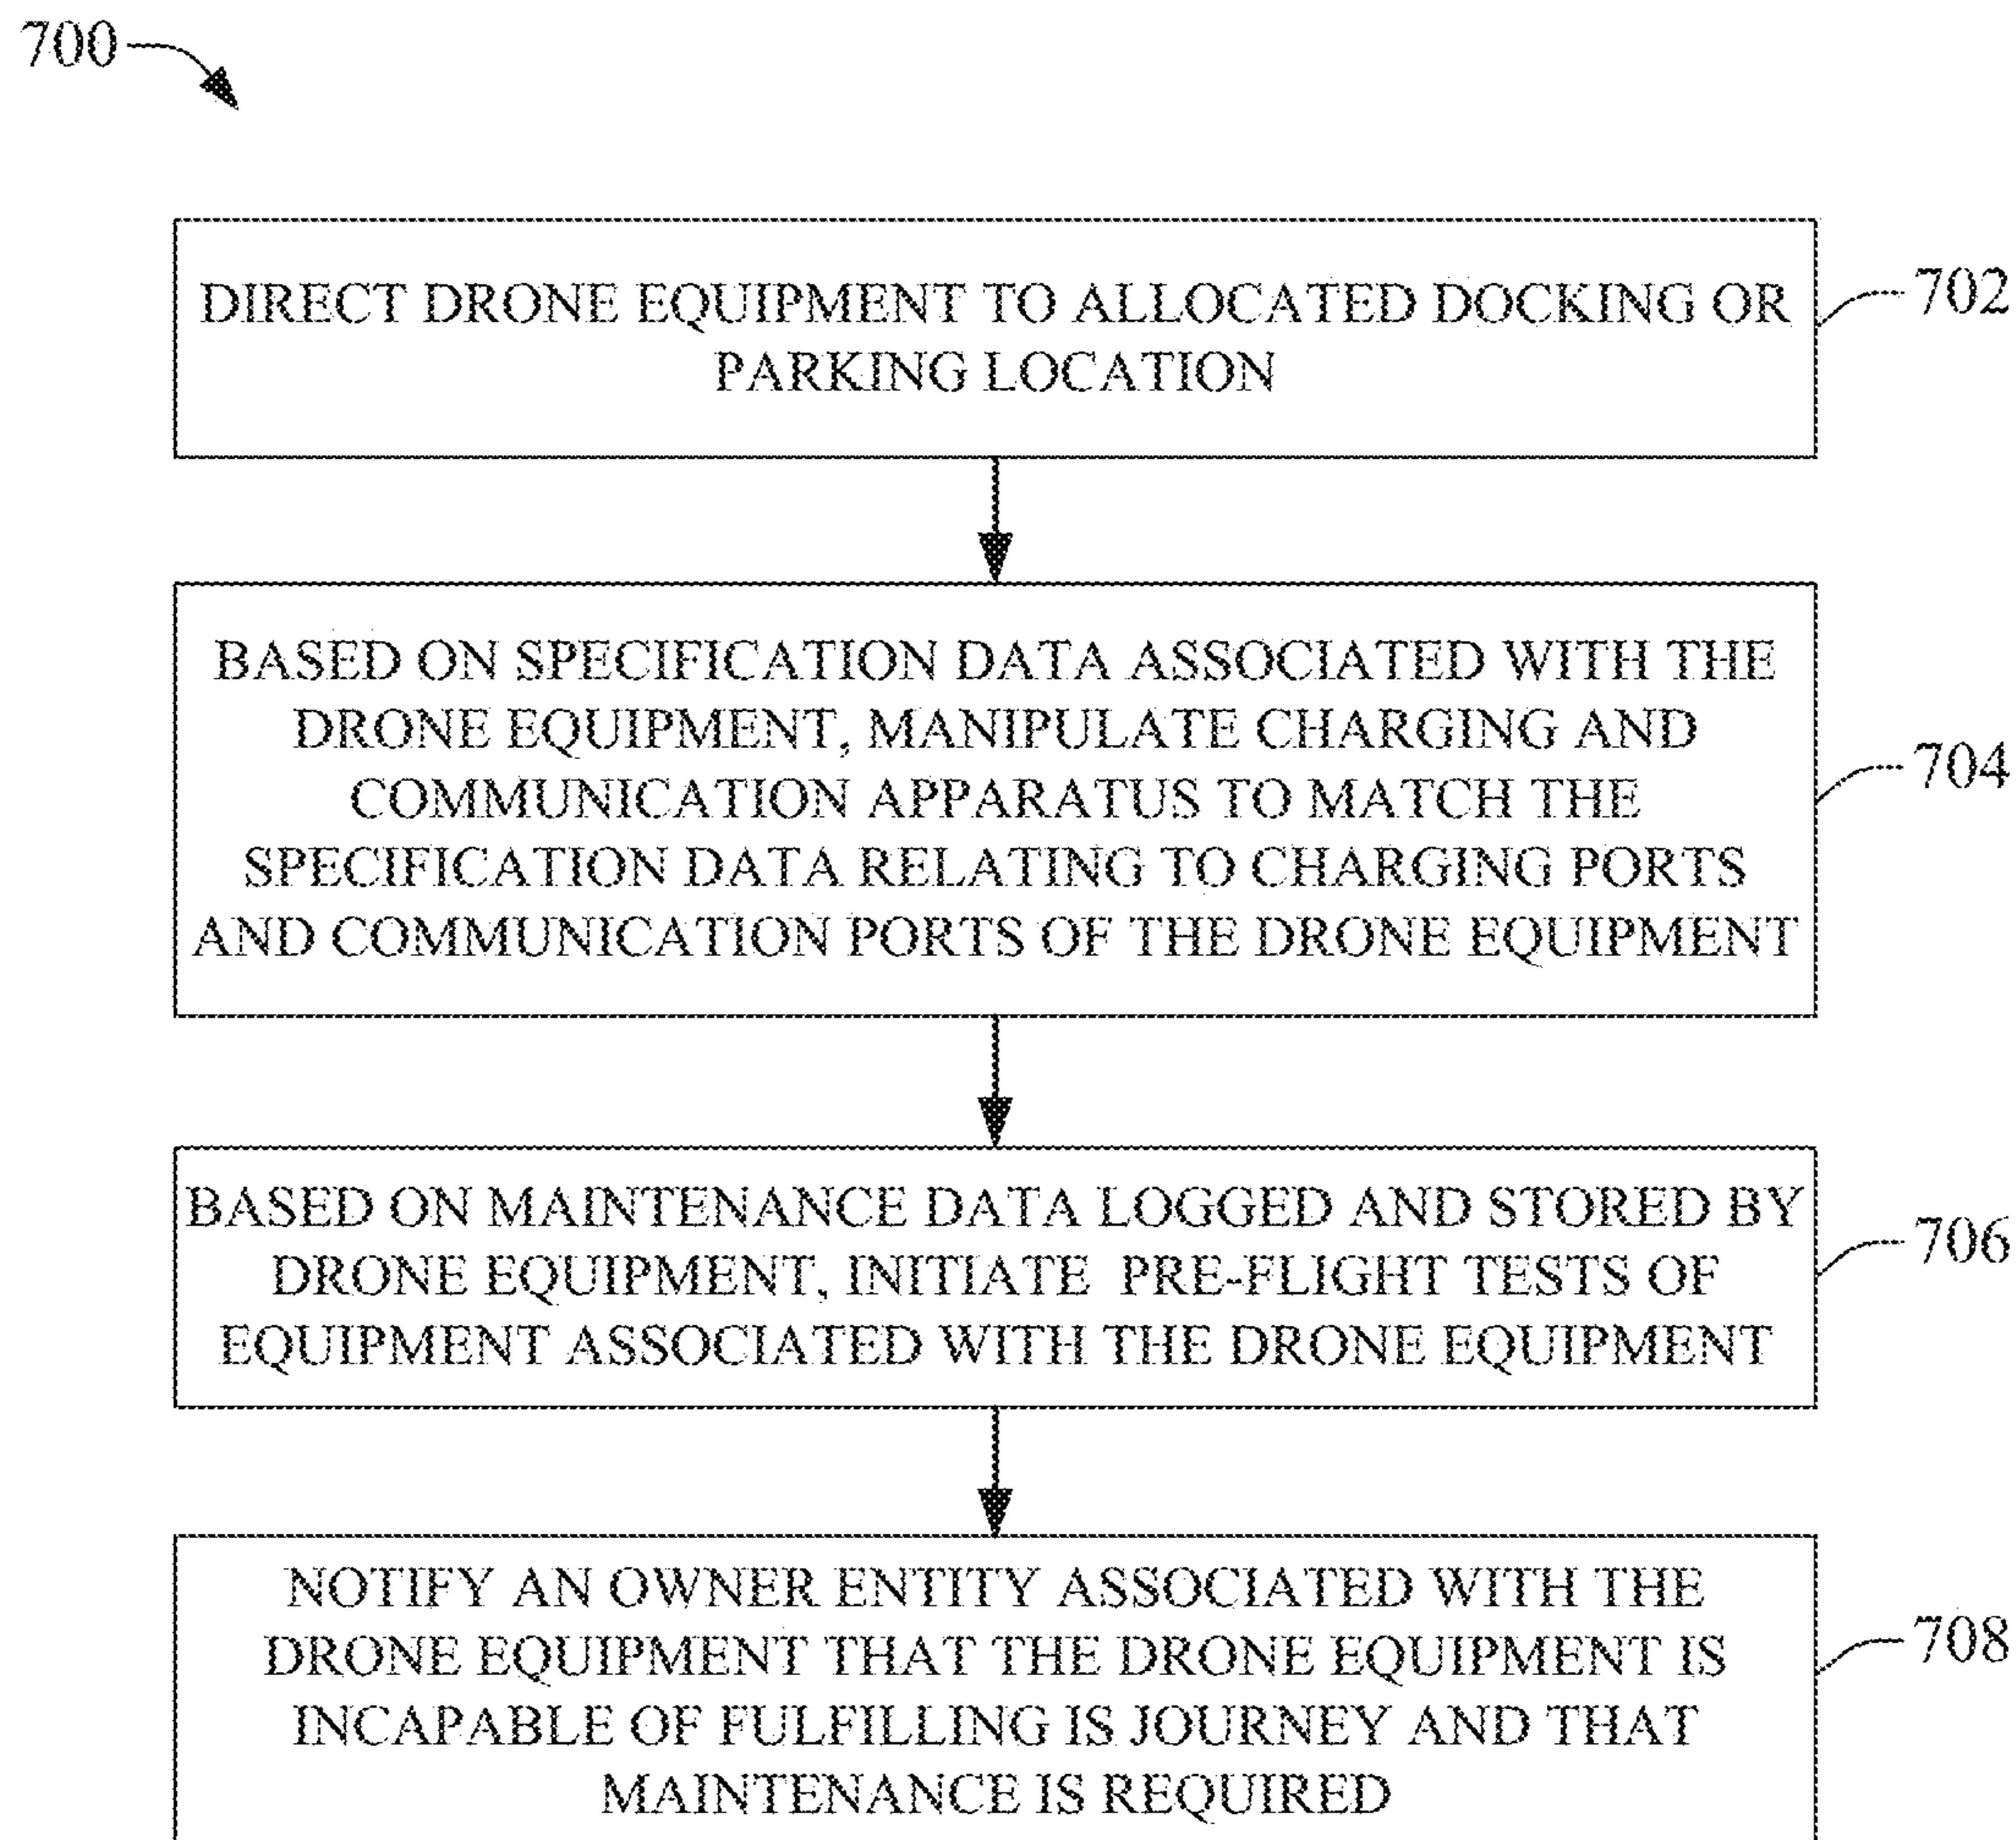 700
DIRECT DRONE EQUIPMENT TO ALLOCATED DOCKING OR
PARKING LOCATION
702
BASED ON SPECIFICATION DATA ASSOCIATED WITH THE
DRONE EQUIPMENT, MANIPULATE CHARGING AND
COMMUNICATION APPARATUS TO MATCH THE
SPECIFICATION DATA RELATING TO CHARGING PORTS
AND COMMUNICATION PORTS OF THE DRONE EQUIPMENT
704
BASED ON MAINTENANCE DATA LOGGED AND STORED BY
DRONE EQUIPMENT, INITIATE PRE-FLIGHT TESTS OF
EQUIPMENT ASSOCIATED WITH THE DRONE EQUIPMENT
706
NOTIFY AN OWNER ENTITY ASSOCIATED WITH THE
DRONE EQUIPMENT THAT THE DRONE EQUIPMENT IS
INCAPABLE OF FULFILLING IS JOURNEY AND THAT
MAINTENANCE IS REQUIRED
708